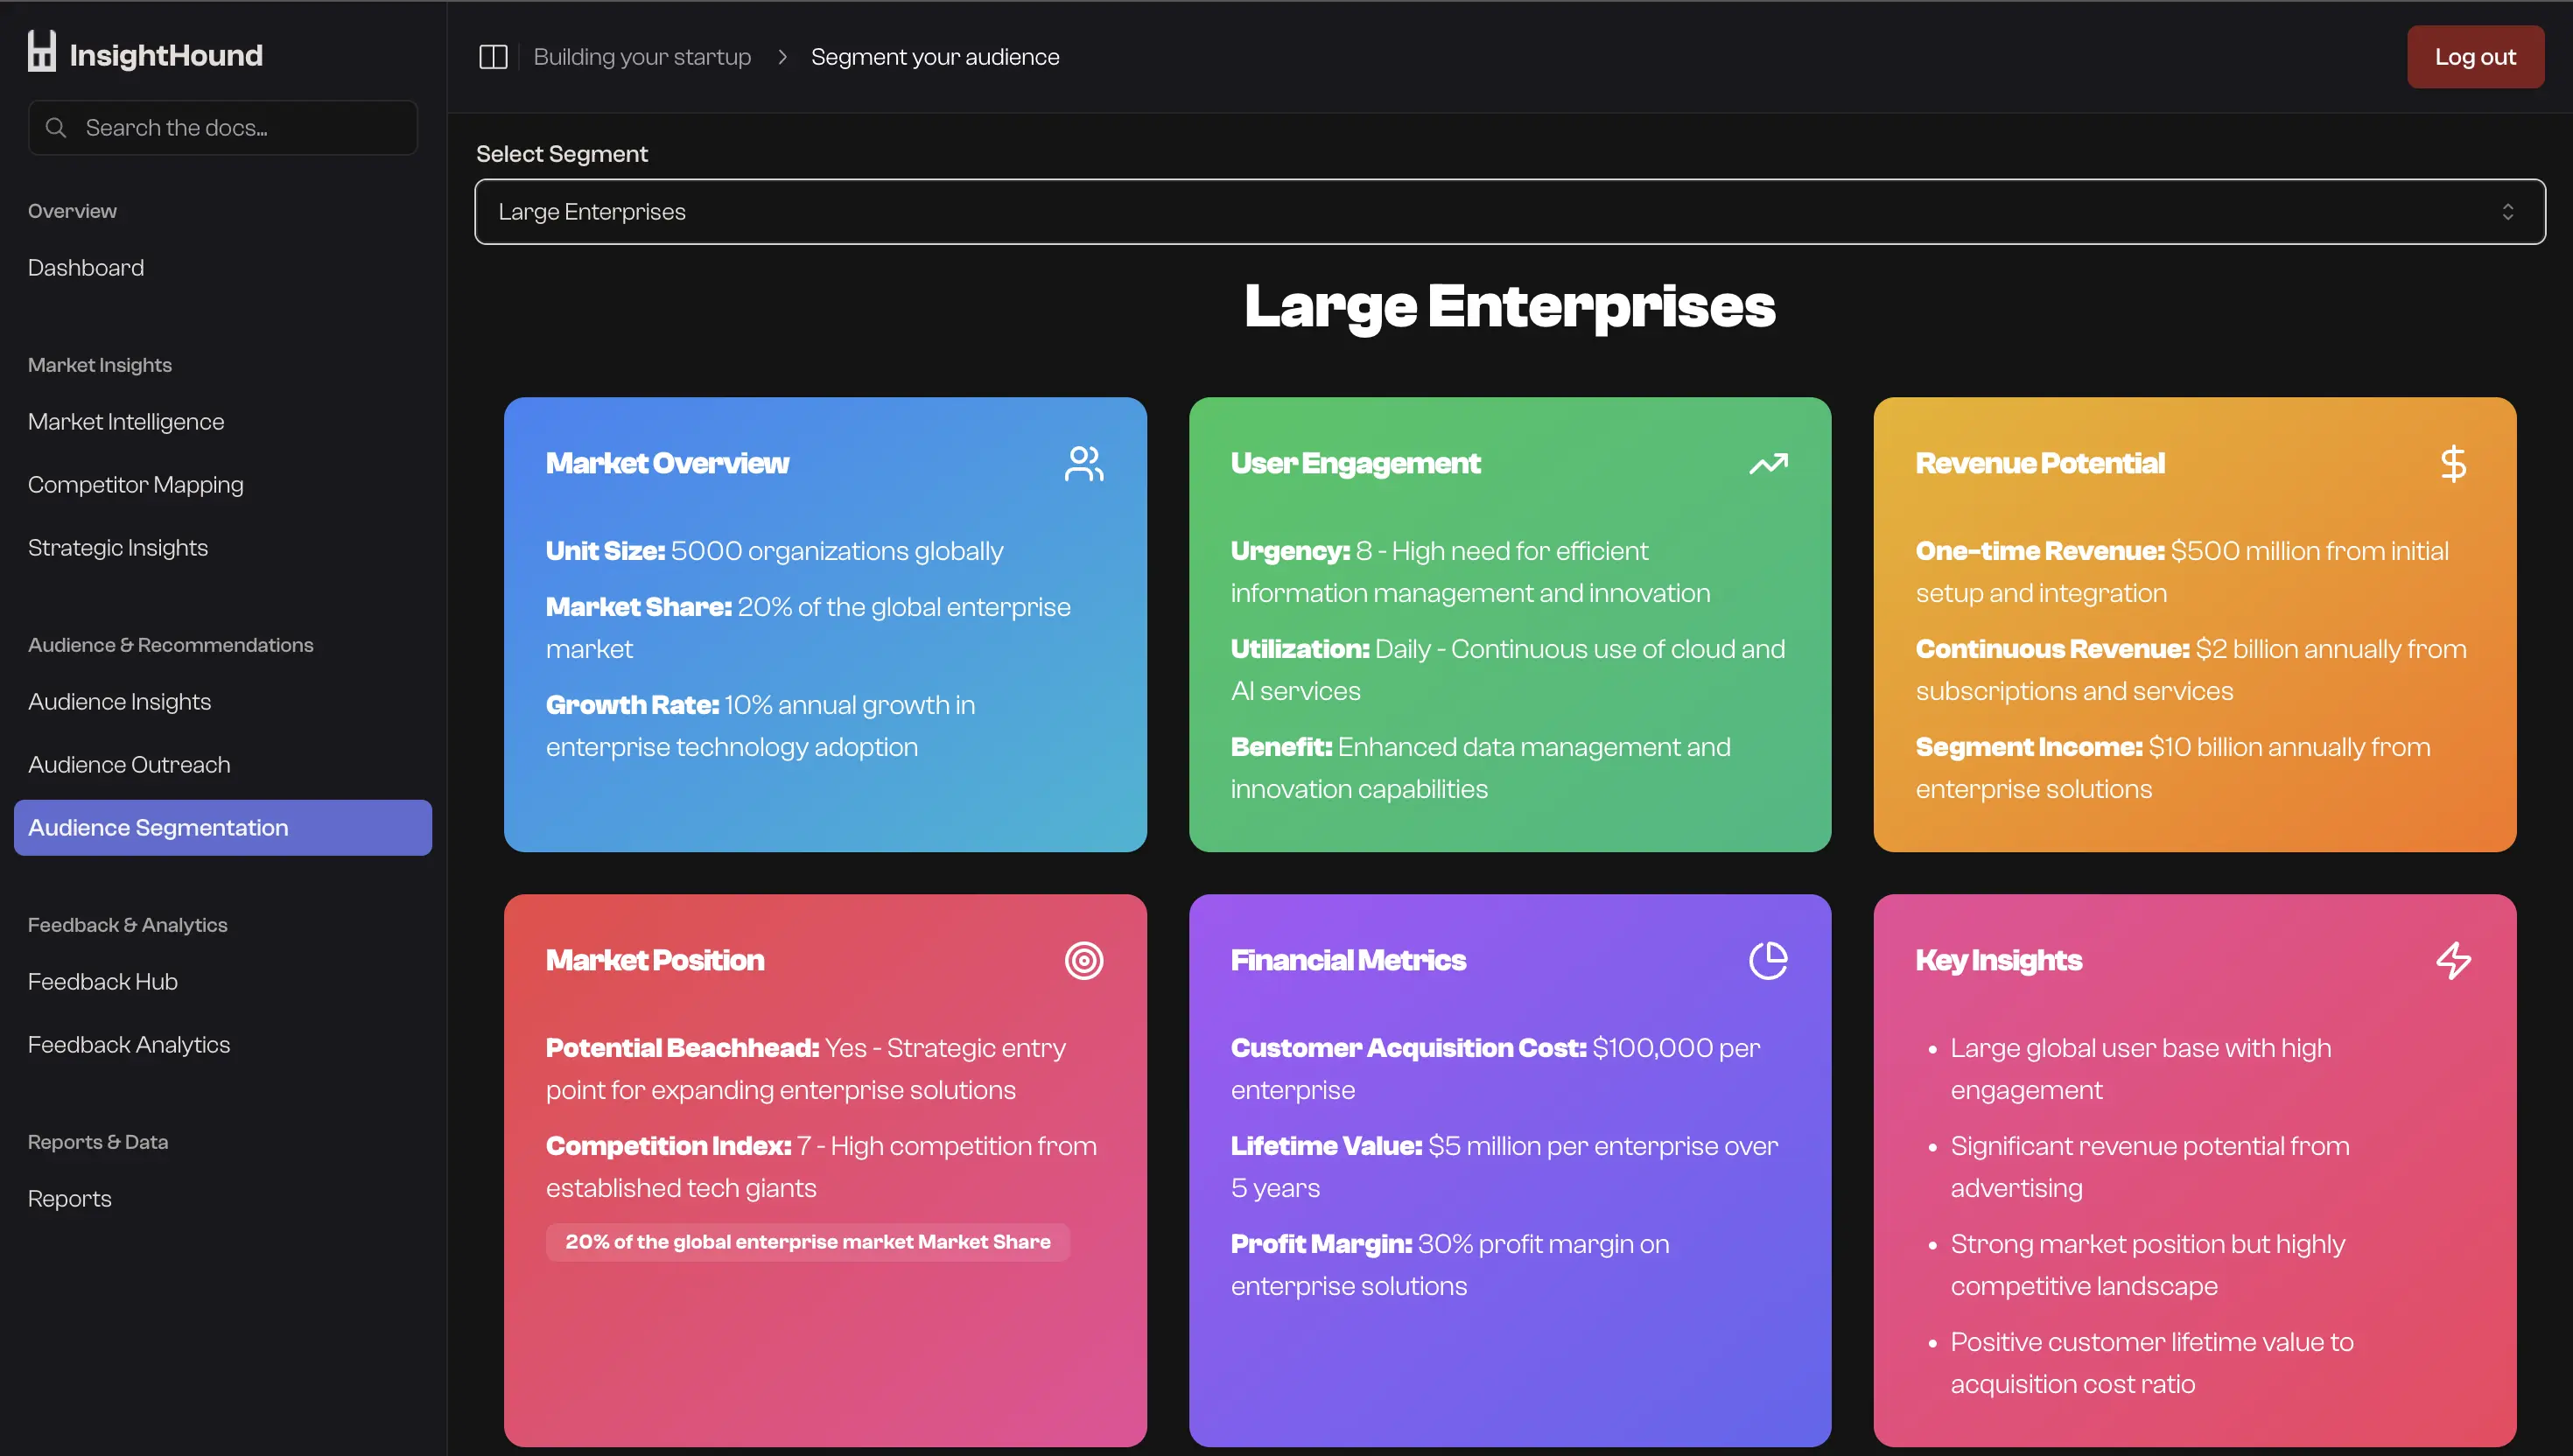 InsightHound
Search the docs...
Overview
Dashboard
Market Insights
Market Intelligence
Competitor Mapping
Strategic Insights
Audience & Recommendations
Audience Insights
Audience Outreach
Audience Segmentation
Feedback & Analytics
Feedback Hub
Feedback Analytics
Reports & Data
Reports
Building your startup > Segment your audience
Log out
Select Segment
Large Enterprises
Large Enterprises
Market Overview
Unit Size: 5000 organizations globally
Market Share: 20% of the global enterprise
market
Growth Rate: 10% annual growth in
enterprise technology adoption
User Engagement
Urgency: 8 - High need for efficient
information management and innovation
Utilization: Daily - Continuous use of cloud and
AI services
Benefit: Enhanced data management and
innovation capabilities
Revenue Potential
One-time Revenue: $500 million from initial
setup and integration
Continuous Revenue: $2 billion annually from
subscriptions and services
Segment Income: $10 billion annually from
enterprise solutions
Market Position
Potential Beachhead: Yes - Strategic entry
point for expanding enterprise solutions
Competition Index: 7 - High competition from
established tech giants
20% of the global enterprise market Market Share
Financial Metrics
Customer Acquisition Cost: $100,000 per
enterprise
Lifetime Value: $5 million per enterprise over
5 years
Profit Margin: 30% profit margin on
enterprise solutions
Key Insights
• Large global user base with high
engagement
• Significant revenue potential from
advertising
• Strong market position but highly
competitive landscape
• Positive customer lifetime value to
acquisition cost ratio